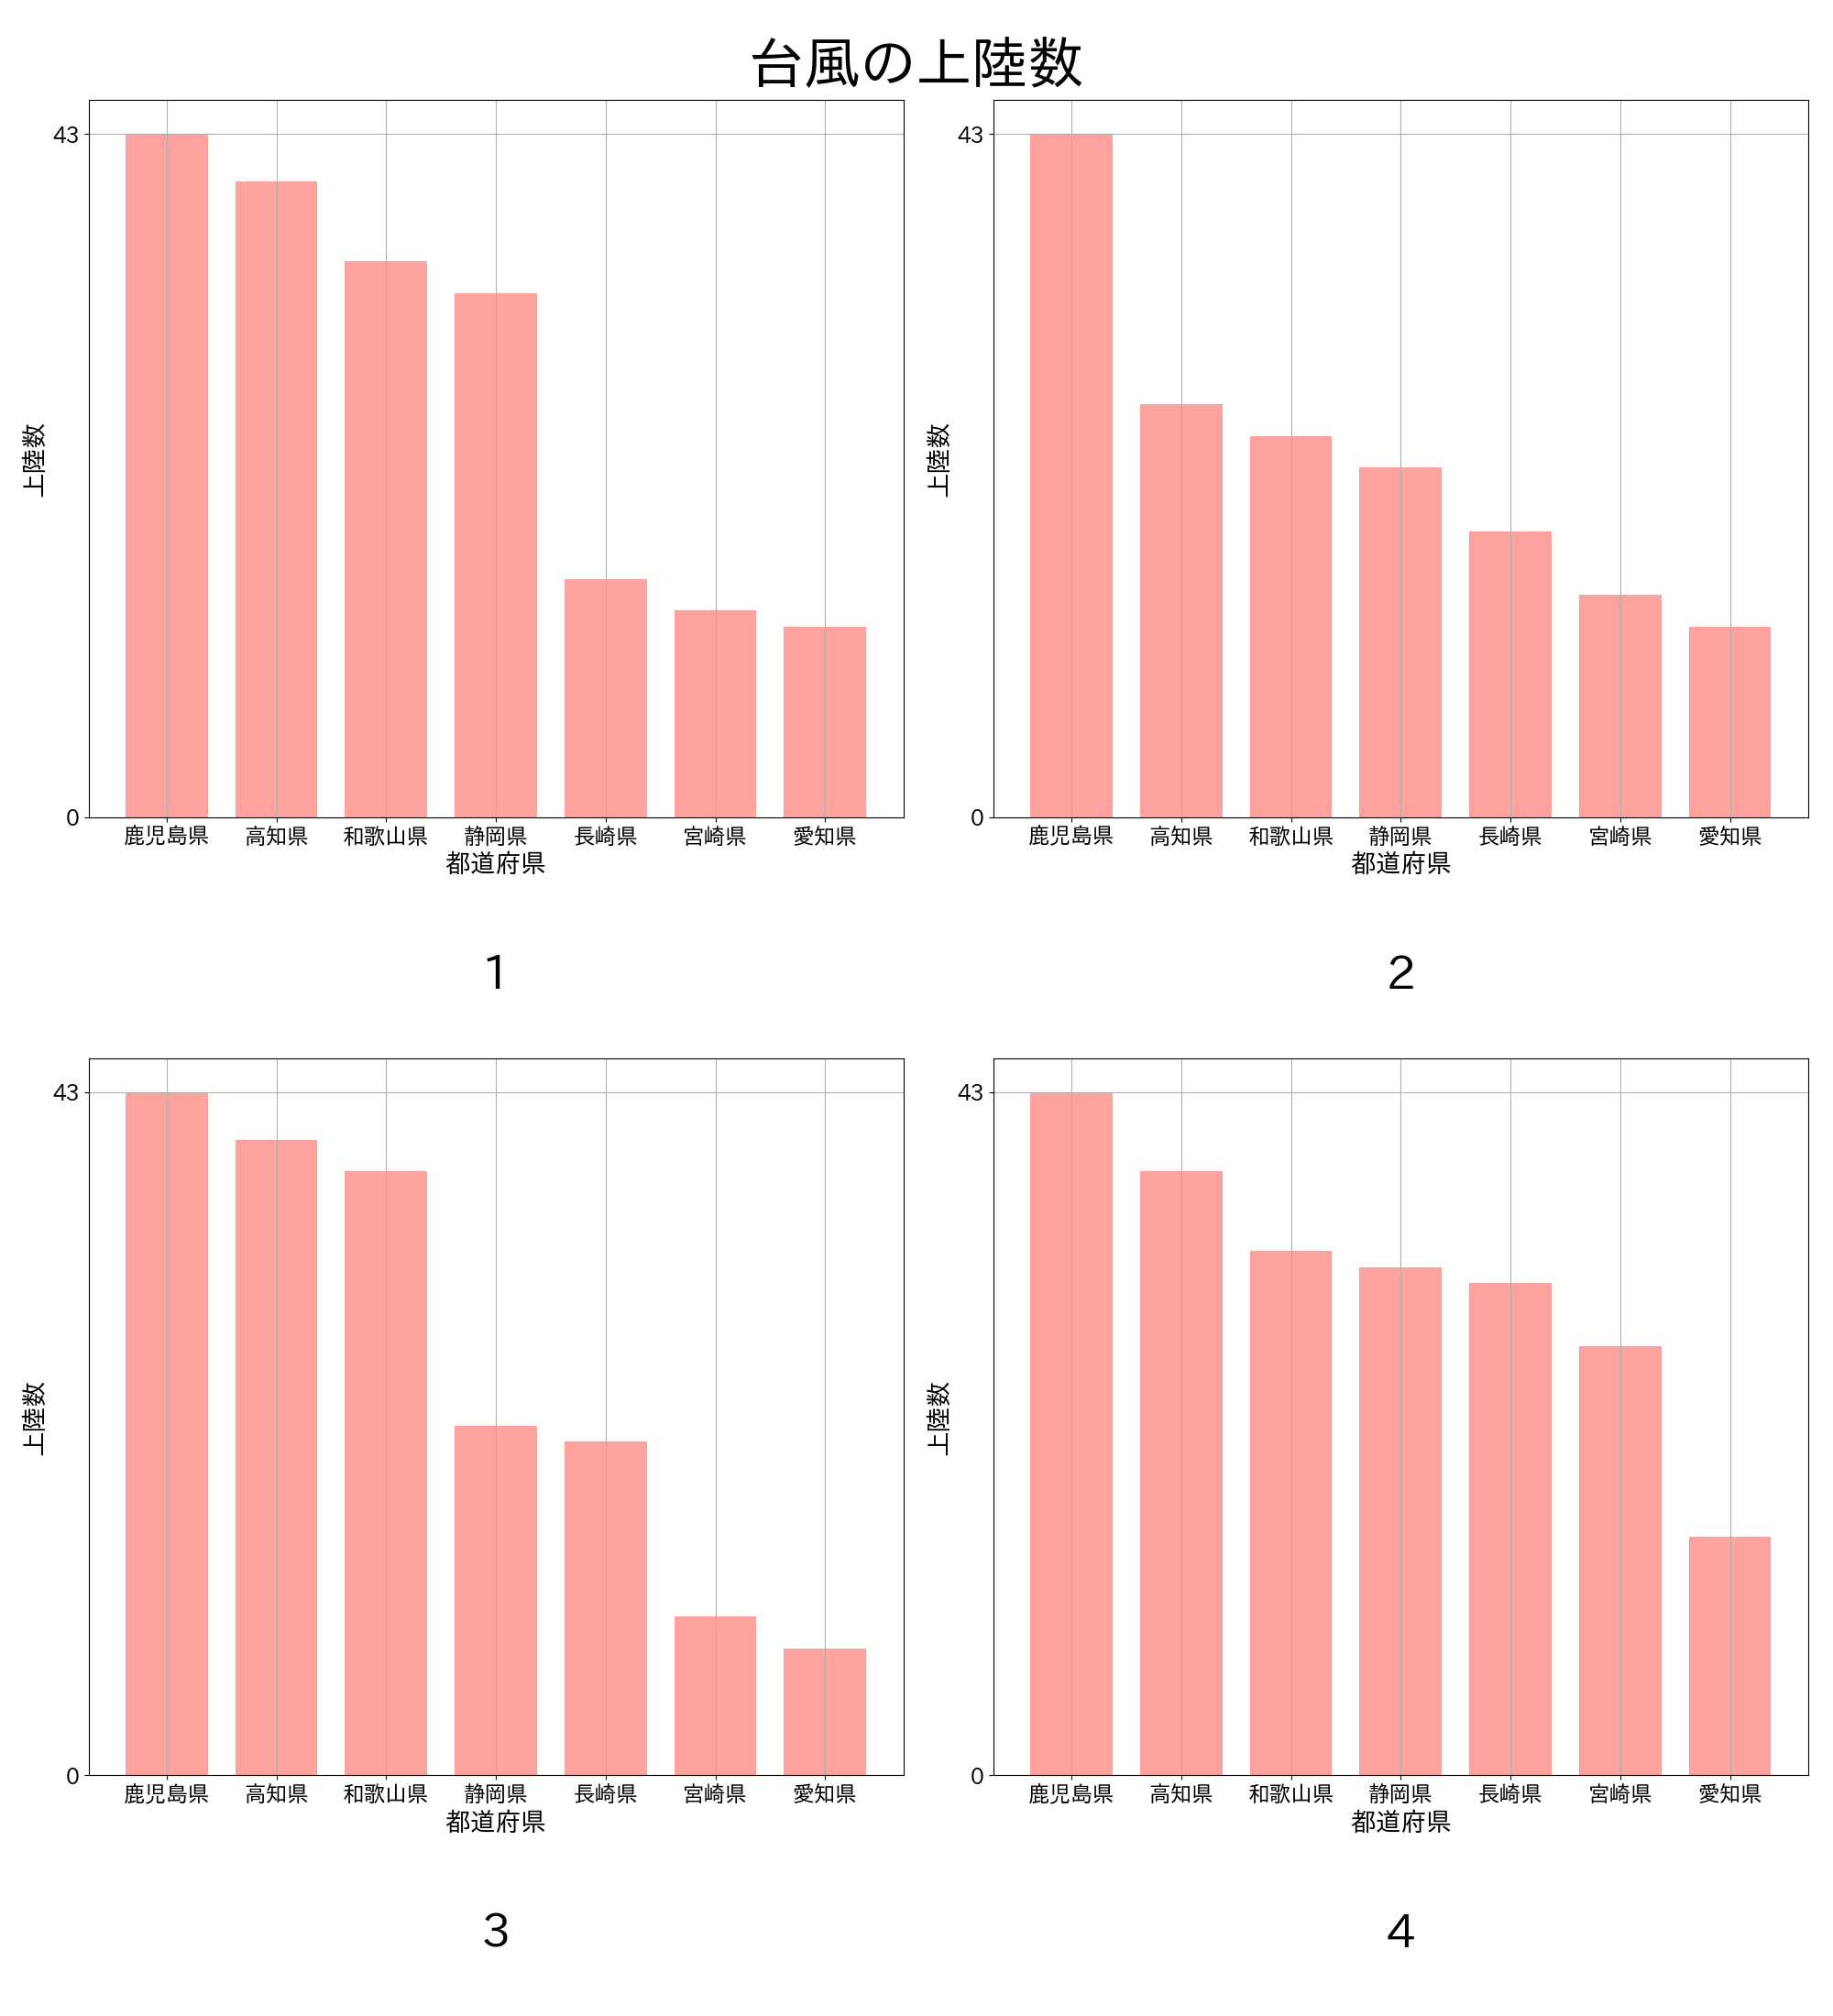 台風の上陸数
43
0
上陸数
鹿児島県 高知県 和歌山県 静岡県 長崎県 宮崎県 愛知県
都道府県
1
43
0
上陸数
鹿児島県 高知県 和歌山県 静岡県 長崎県 宮崎県 愛知県
都道府県
2
43
0
上陸数
鹿児島県 高知県 和歌山県 静岡県 長崎県 宮崎県 愛知県
都道府県
3
43
0
上陸数
鹿児島県 高知県 和歌山県 静岡県 長崎県 宮崎県 愛知県
都道府県
4